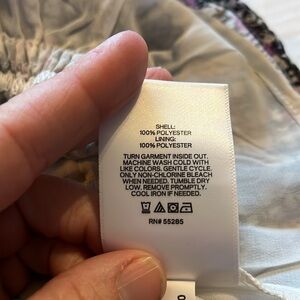 SHELL:
100% POLYESTER
LINING:
100% POLYESTER
TURN GARMENT INSIDE OUT.
MACHINE WASH COLD WITH
LIKE COLORS. GENTLE CYCLE.
ONLY NON-CHLORINE BLEACH
WHEN NEEDED. TUMBLE DRY
LOW. REMOVE PROMPTLY.
COOL IRON IF NEEDED.
RN# 55285